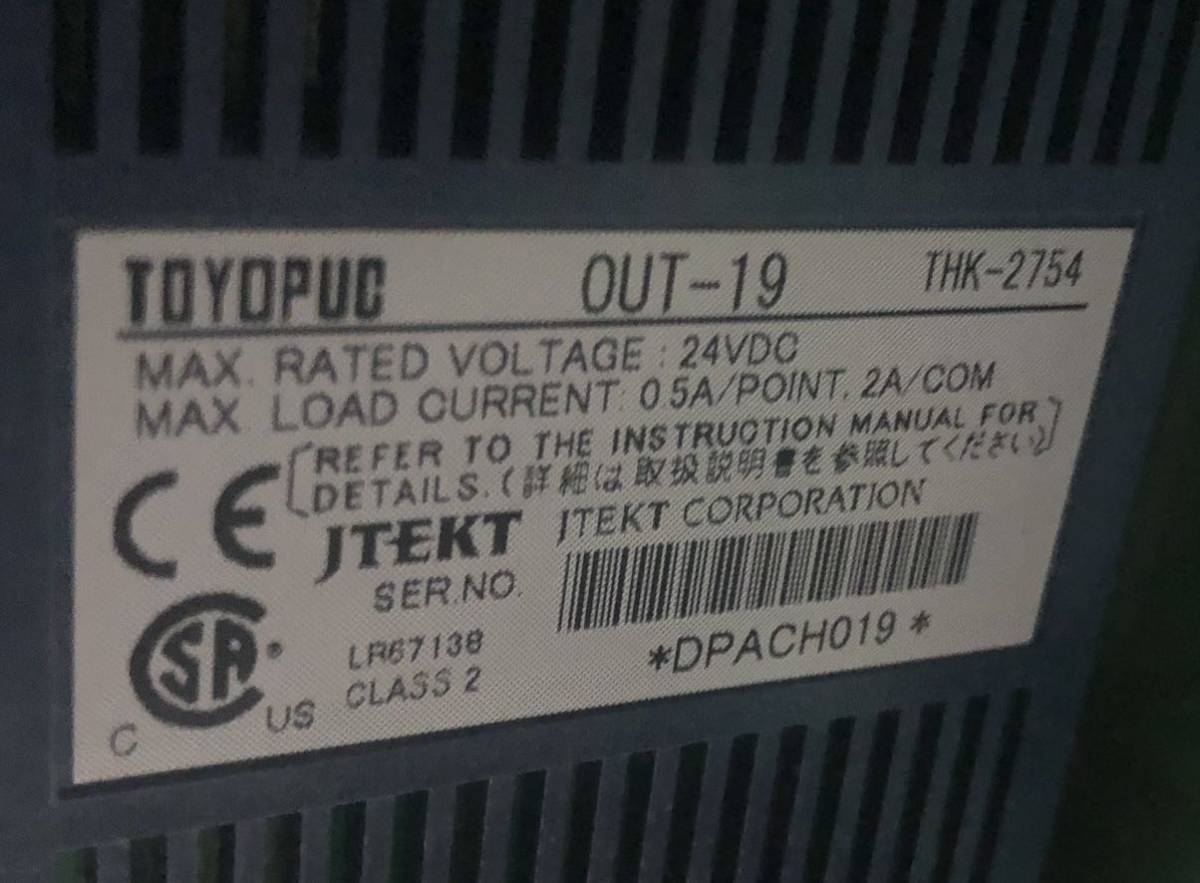 TOYOPUC OUT-19 THK-2754
MAX. RATED VOLTAGE : 24VDC
MAX. LOAD CURRENT: 0.5A/POINT, 2A/COM
CE
[REFER TO THE INSTRUCTION MANUAL FOR
DETAILS. (詳細は取扱説明書を参照してください)]
JTEKT JTEKT CORPORATION
SER.NO.
*DPACH019*
C SA® US
LR67138
CLASS 2